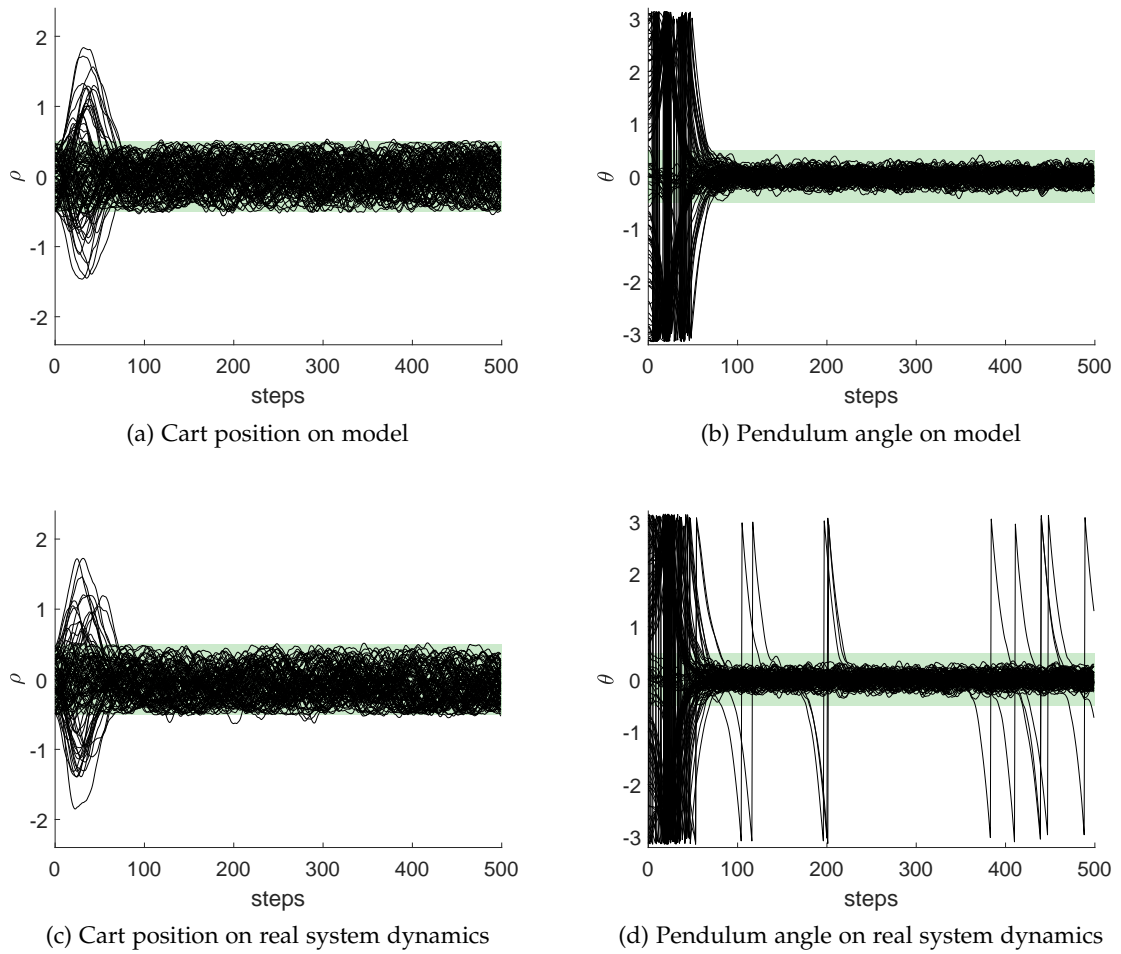 2
1
0
-1
-2
ρ
0 100 200 300 400 500
steps
(a) Cart position on model
3
2
1
0
-1
-2
-3
θ
0 100 200 300 400 500
steps
(b) Pendulum angle on model
2
1
0
-1
-2
ρ
0 100 200 300 400 500
steps
(c) Cart position on real system dynamics
3
2
1
0
-1
-2
-3
θ
0 100 200 300 400 500
steps
(d) Pendulum angle on real system dynamics